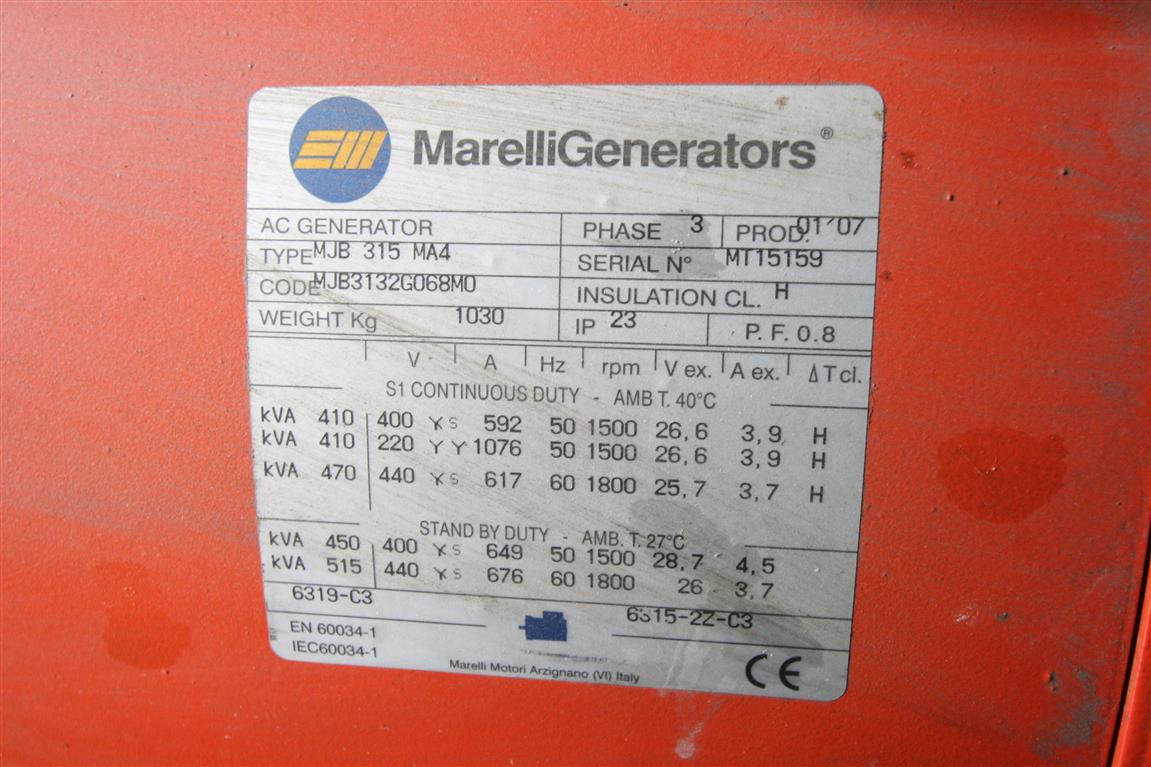 MarelliGenerators®
AC GENERATOR PHASE 3 PROD. 01'07
TYPE MJB 315 MA4 SERIAL N° MT15159
CODE MJB3132G068M0 INSULATION CL. H
WEIGHT Kg 1030 IP 23 P. F. 0.8
V A Hz rpm V ex. A ex. ΔT cl.
S1 CONTINUOUS DUTY - AMB T. 40°C
kVA 410 400 Y S 592 50 1500 26,6 3,9 H
kVA 410 220 Y Y 1076 50 1500 26,6 3,9 H
kVA 470 440 Y S 617 60 1800 25,7 3,7 H
STAND BY DUTY - AMB. T. 27°C
kVA 450 400 Y S 649 50 1500 28,7 4,5
kVA 515 440 Y S 676 60 1800 26 3,7
6319-C3 6315-2Z-C3
EN 60034-1
IEC60034-1
Marelli Motori Arzignano (VI) Italy
CE